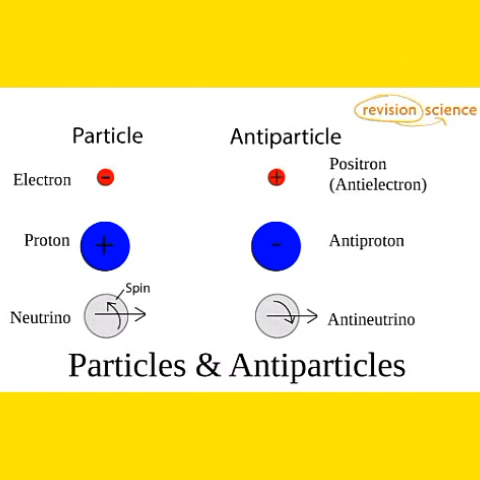 revision science
Particle Antiparticle
Electron - + Positron
(Antielectron)
Proton + - Antiproton
Spin
Neutrino Antineutrino
Particles & Antiparticles